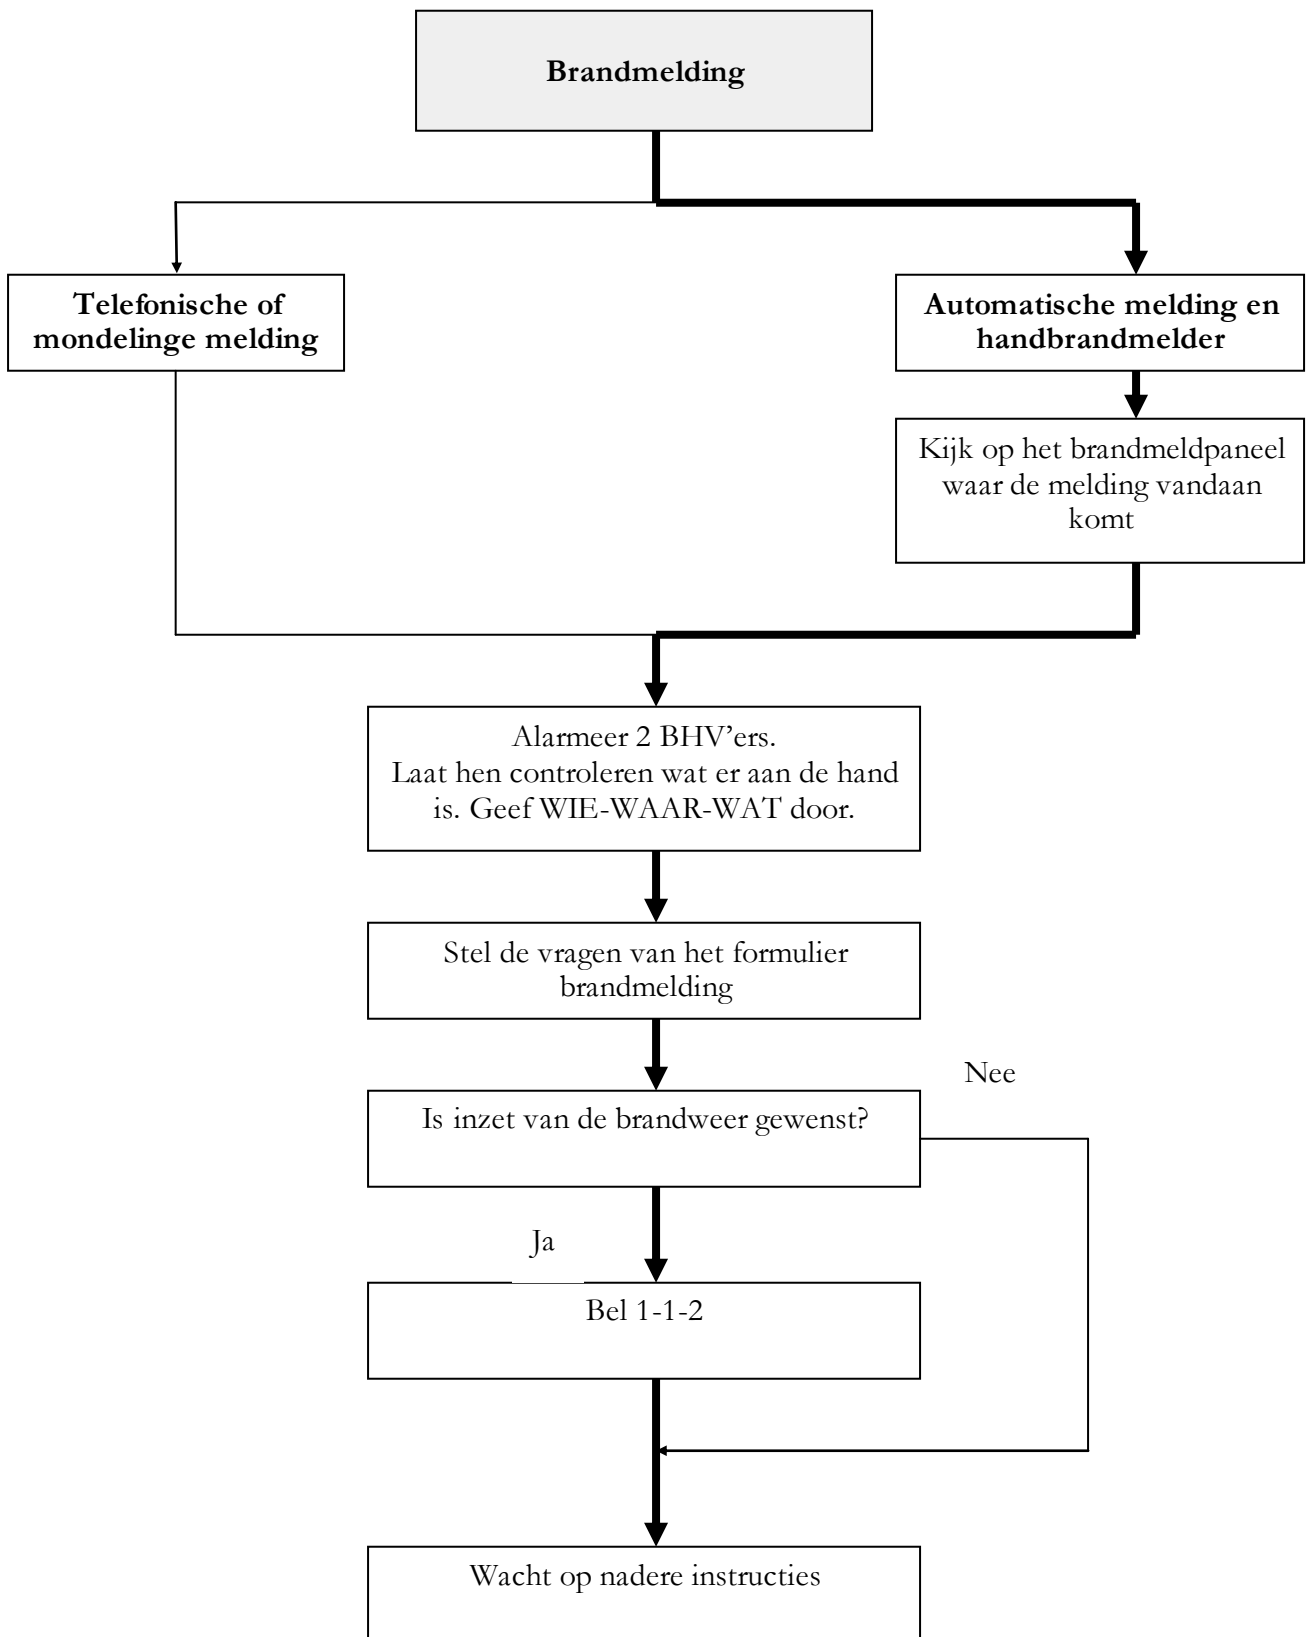 Brandmelding
Telefonische of
mondelinge melding
Automatische melding en
handbrandmelder
Kijk op het brandmeldpaneel
waar de melding vandaan
komt
Alarmeer 2 BHV’ers.
Laat hen controleren wat er aan de hand
is. Geef WIE-WAAR-WAT door.
Stel de vragen van het formulier
brandmelding
Nee
Is inzet van de brandweer gewenst?
Ja
Bel 1-1-2
Wacht op nadere instructies